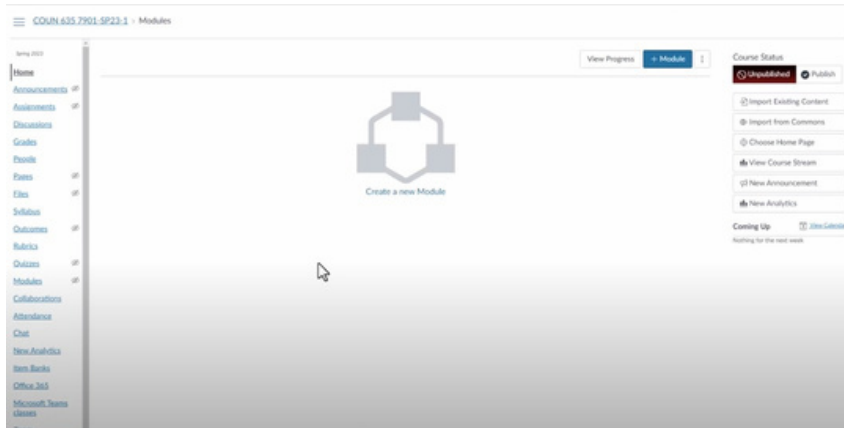 COUN 635 7901-SP23-1 › Modules
Spring 2023
Home
Announcements
Assignments
Discussions
Grades
People
Pages
Files
Syllabus
Outcomes
Rubrics
Quizzes
Modules
Collaborations
Attendance
Chat
New Analytics
Item Banks
Office 365
Microsoft Teams
classes
View Progress
+ Module
Create a new Module
Course Status
Unpublished
Publish
Import Existing Content
Import from Commons
Choose Home Page
View Course Stream
New Announcement
New Analytics
Coming Up
View Calendar
Nothing for the next week